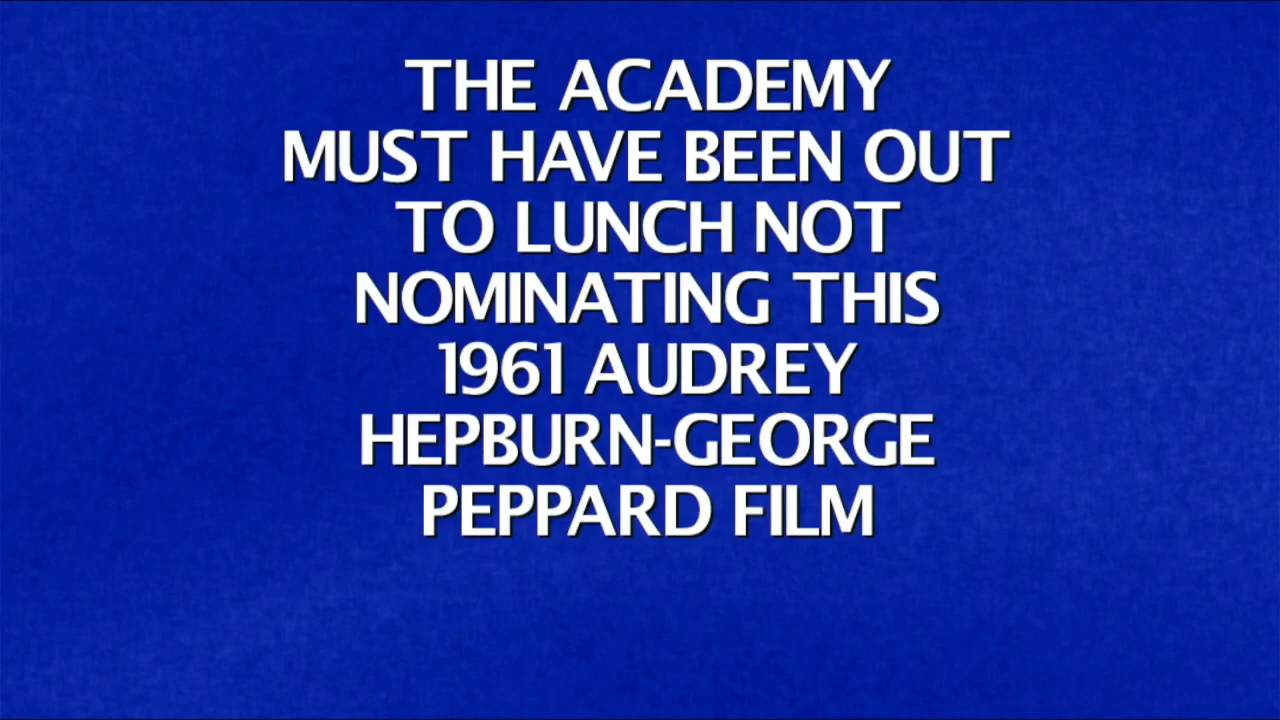 THE ACADEMY
MUST HAVE BEEN OUT
TO LUNCH NOT
NOMINATING THIS
1961 AUDREY
HEPBURN-GEORGE
PEPPARD FILM